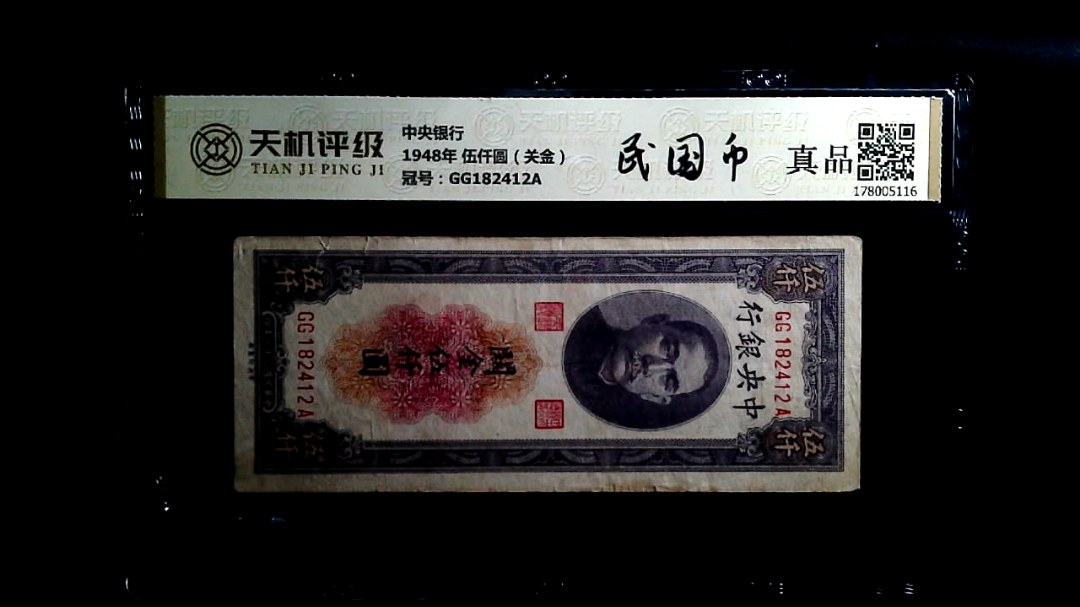 天机评级
TIAN JI PING JI
中央银行
1948年 伍仟圆（关金）
冠号：GG182412A
民国币
真品
178005116
伍仟
伍仟
GG182412A
中央銀行
GG182412A
關金伍仟圓
伍仟
伍仟